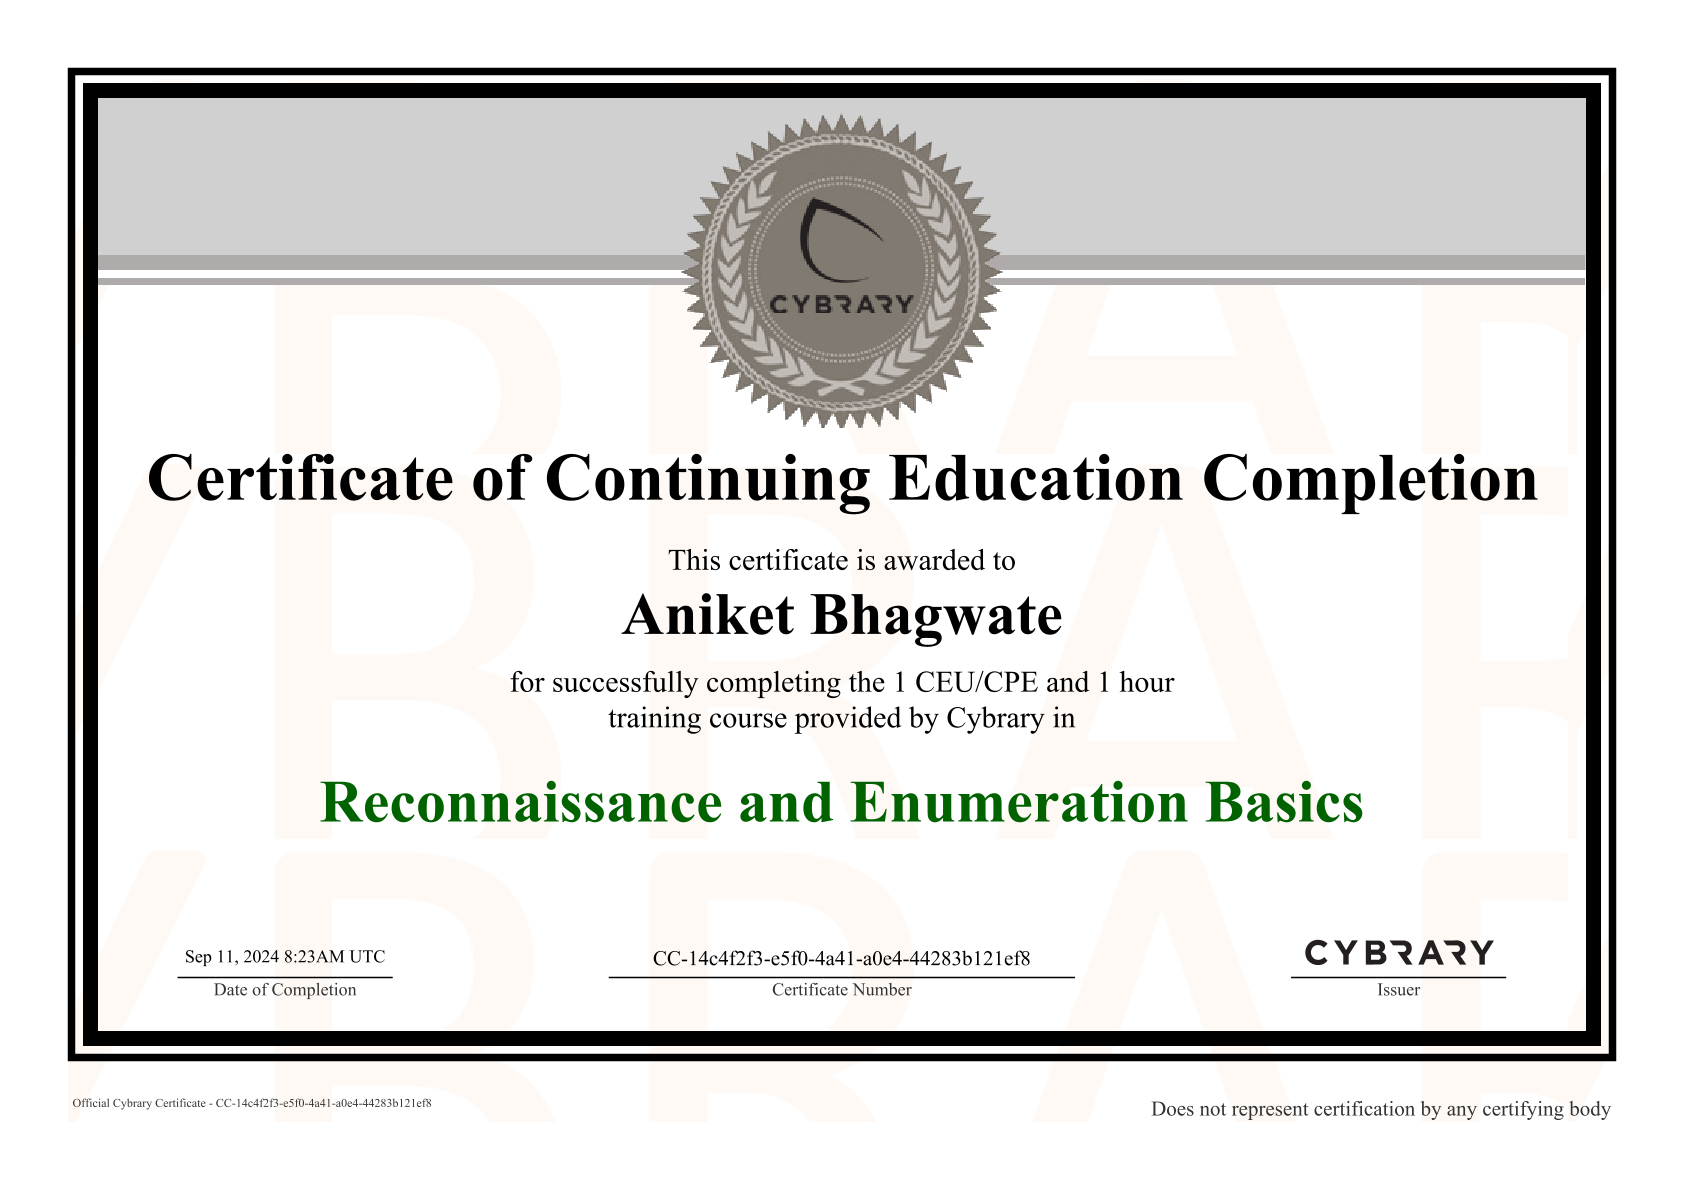 CYBRARY
Certificate of Continuing Education Completion
This certificate is awarded to
Aniket Bhagwate
for successfully completing the 1 CEU/CPE and 1 hour
training course provided by Cybrary in
Reconnaissance and Enumeration Basics
Sep 11, 2024 8:23AM UTC
Date of Completion
CC-14c4f2f3-e5f0-4a41-a0e4-44283b121ef8
Certificate Number
CYBRARY
Issuer
Official Cybrary Certificate - CC-14c4f2f3-e5f0-4a41-a0e4-44283b121ef8
Does not represent certification by any certifying body